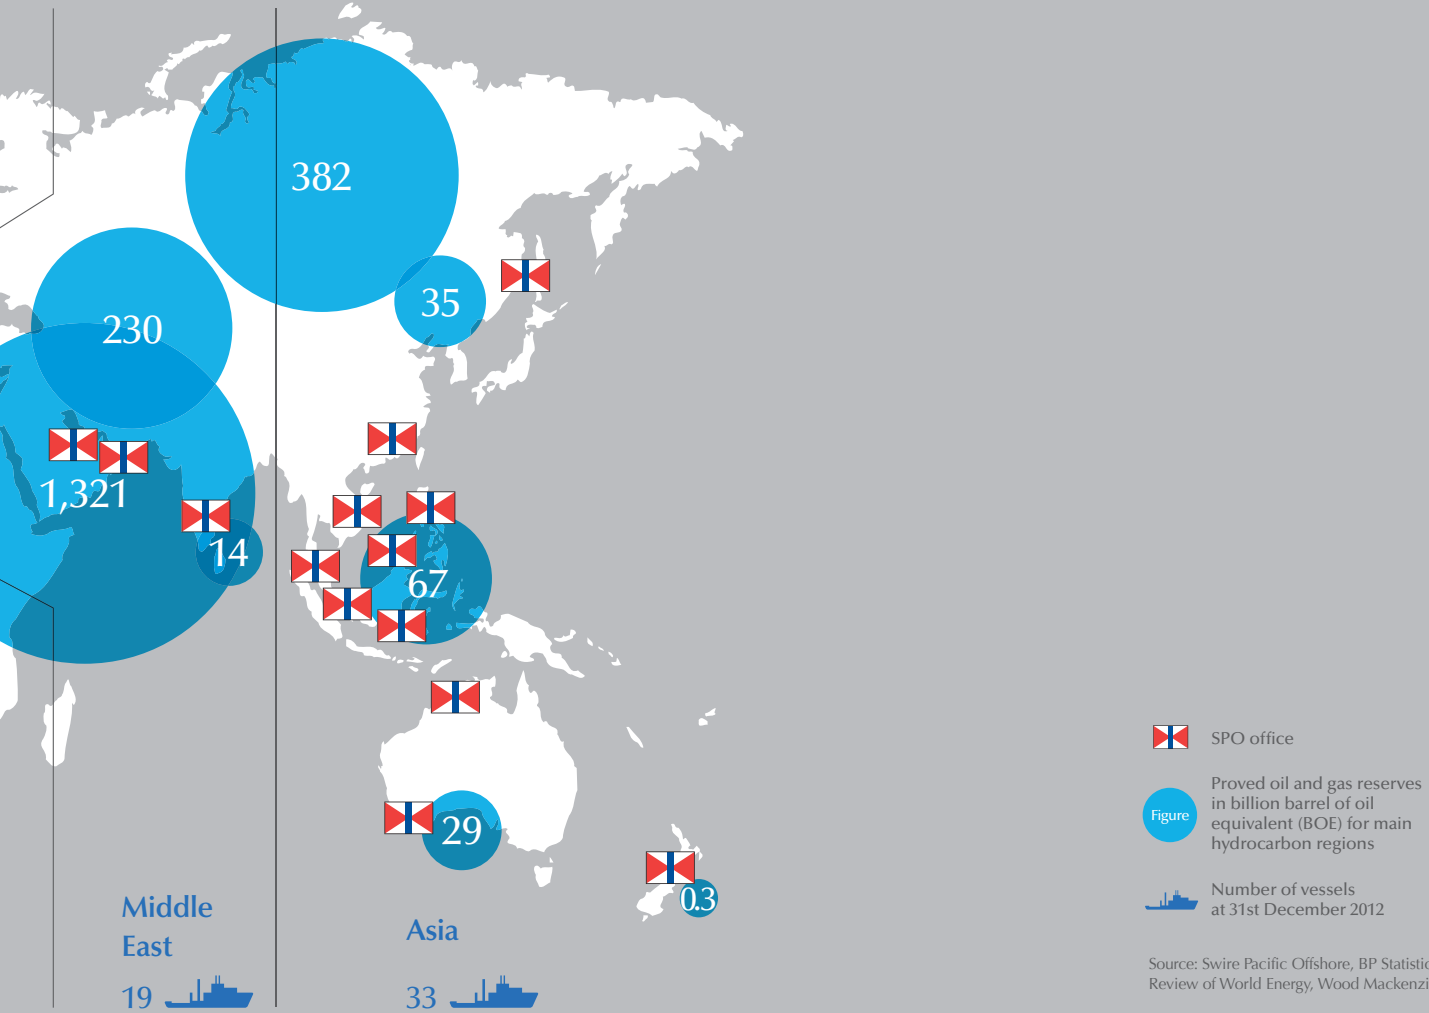 382
35
230
1,321
14
67
29
0.3
Middle
East
19
Asia
33
SPO office
Figure
Proved oil and gas reserves
in billion barrel of oil
equivalent (BOE) for main
hydrocarbon regions
Number of vessels
at 31st December 2012
Source: Swire Pacific Offshore, BP
Review of World Energy, Wood